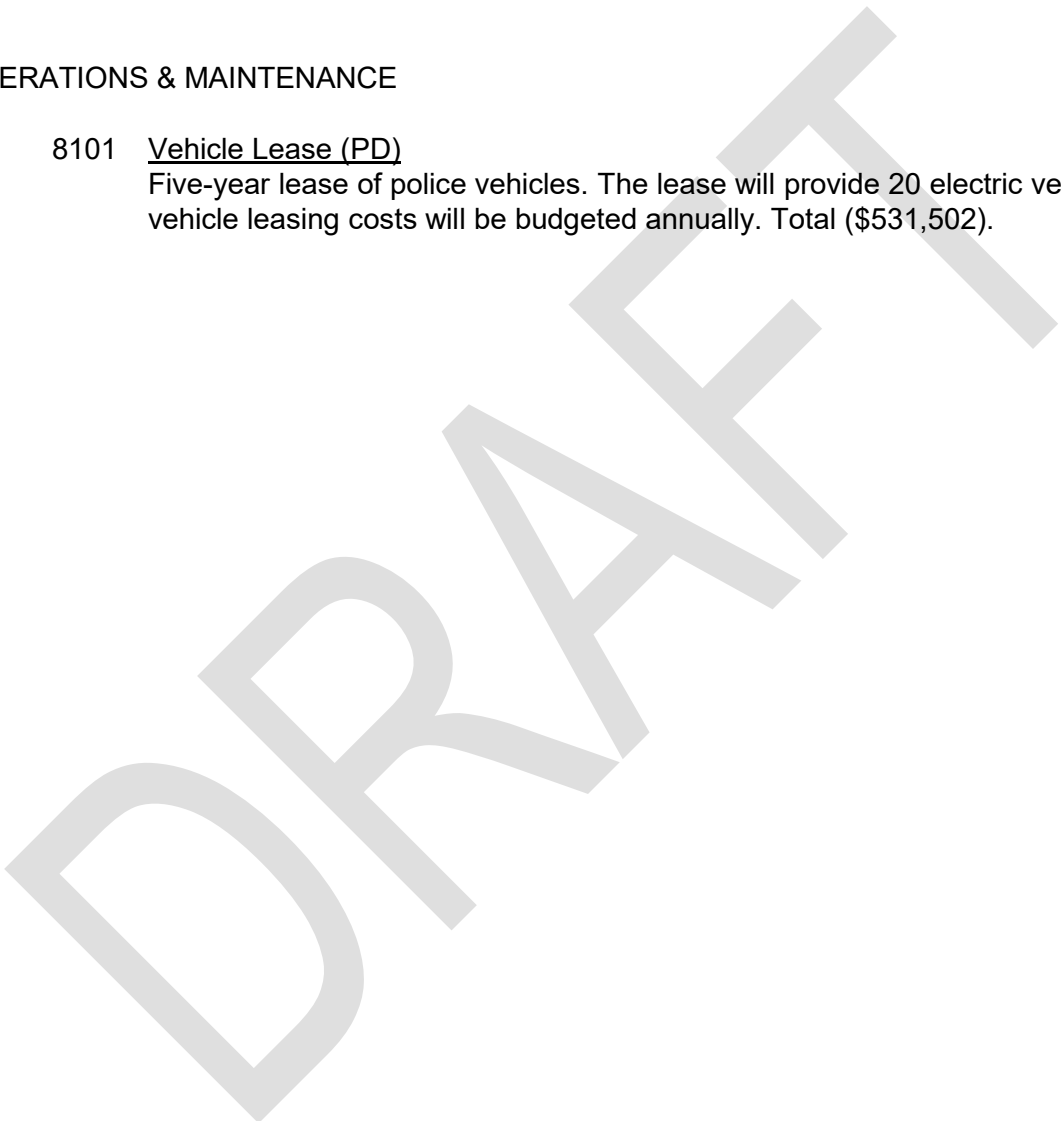 ERATIONS & MAINTENANCE
8101 Vehicle Lease (PD)
Five-year lease of police vehicles. The lease will provide 20 electric ve
vehicle leasing costs will be budgeted annually. Total ($531,502).
DRAFT